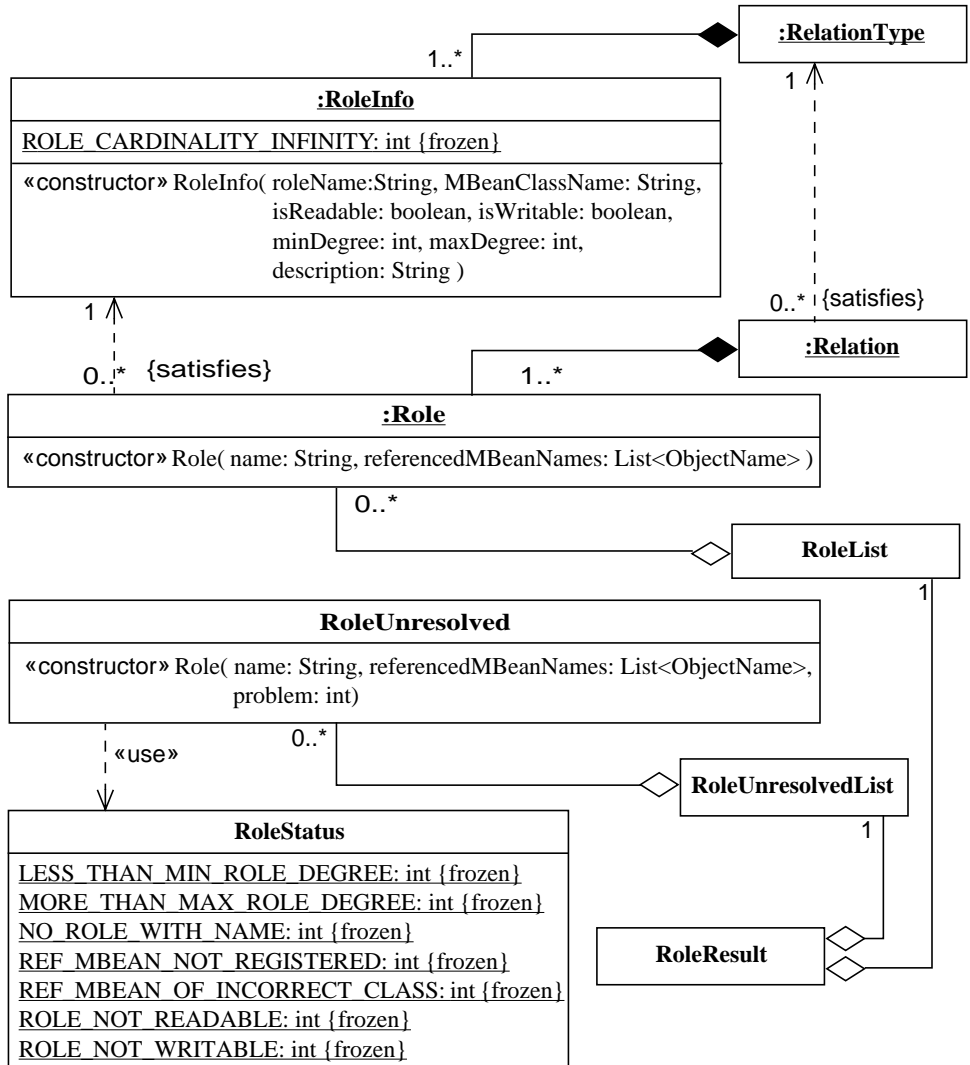 :RelationType
1..*
1
:RoleInfo
ROLE_CARDINALITY_INFINITY: int {frozen}
«constructor» RoleInfo( roleName:String, MBeanClassName: String,
isReadable: boolean, isWritable: boolean,
minDegree: int, maxDegree: int,
description: String )
0..* {satisfies}
1
:Relation
0..* {satisfies}
1..*
:Role
«constructor» Role( name: String, referencedMBeanNames: List<ObjectName> )
0..*
RoleList
1
RoleUnresolved
«constructor» Role( name: String, referencedMBeanNames: List<ObjectName>,
problem: int)
«use»
0..*
RoleUnresolvedList
1
RoleStatus
LESS_THAN_MIN_ROLE_DEGREE: int {frozen}
MORE_THAN_MAX_ROLE_DEGREE: int {frozen}
NO_ROLE_WITH_NAME: int {frozen}
REF_MBEAN_NOT_REGISTERED: int {frozen}
REF_MBEAN_OF_INCORRECT_CLASS: int {frozen}
ROLE_NOT_READABLE: int {frozen}
ROLE_NOT_WRITABLE: int {frozen}
RoleResult